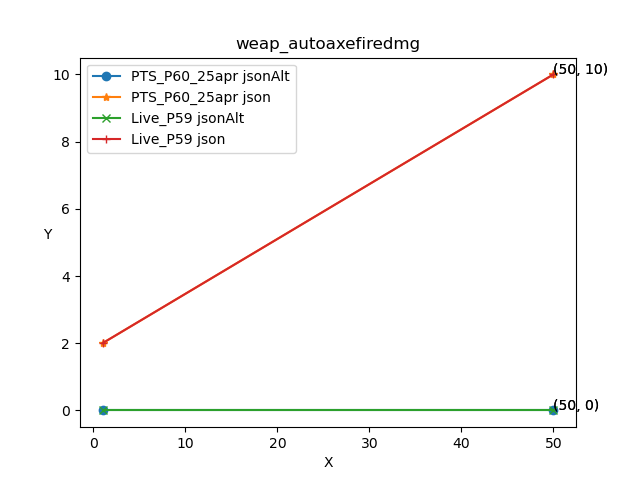 weap_autoaxefiredmg
PTS_P60_25apr jsonAlt
PTS_P60_25apr json
Live_P59 jsonAlt
Live_P59 json
(50, 10)
(50, 0)
10
8
6
4
2
0
Y
0 10 20 30 40 50
X